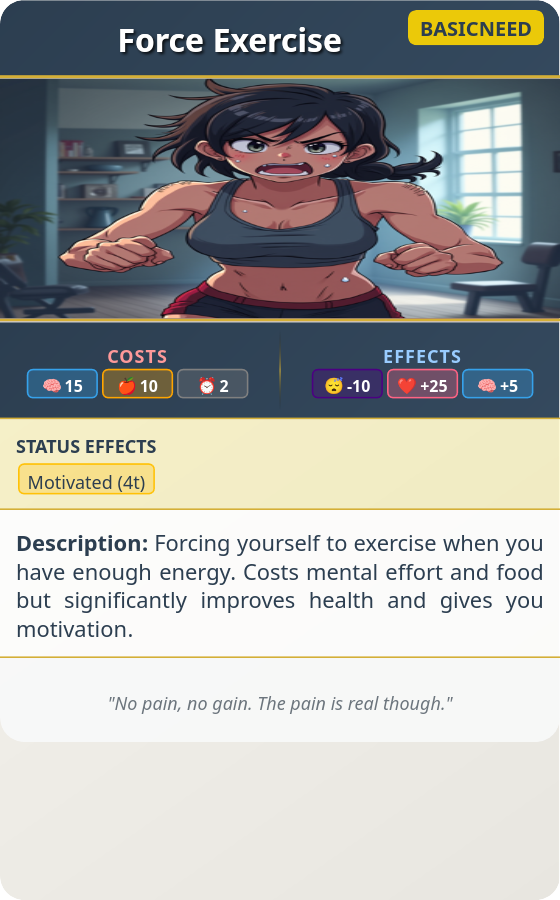 Force Exercise
BASICNEED
COSTS
🧠 15 🍎 10 ⏰ 2
EFFECTS
😴 -10 ❤️ +25 🧠 +5
STATUS EFFECTS
Motivated (4t)
Description: Forcing yourself to exercise when you
have enough energy. Costs mental effort and food
but significantly improves health and gives you
motivation.
"No pain, no gain. The pain is real though."